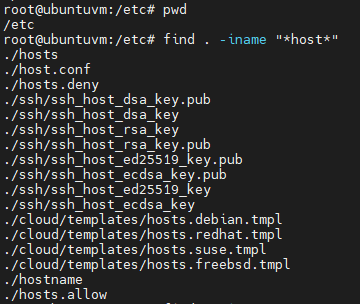 root@ubuntuvm:/etc# pwd
/etc
root@ubuntuvm:/etc# find . -iname "*host*"
./hosts
./host.conf
./hosts.deny
./ssh/ssh_host_dsa_key.pub
./ssh/ssh_host_dsa_key
./ssh/ssh_host_rsa_key
./ssh/ssh_host_rsa_key.pub
./ssh/ssh_host_ed25519_key.pub
./ssh/ssh_host_ecdsa_key.pub
./ssh/ssh_host_ed25519_key
./ssh/ssh_host_ecdsa_key
./cloud/templates/hosts.debian.tmpl
./cloud/templates/hosts.redhat.tmpl
./cloud/templates/hosts.suse.tmpl
./cloud/templates/hosts.freebsd.tmpl
./hostname
./hosts.allow